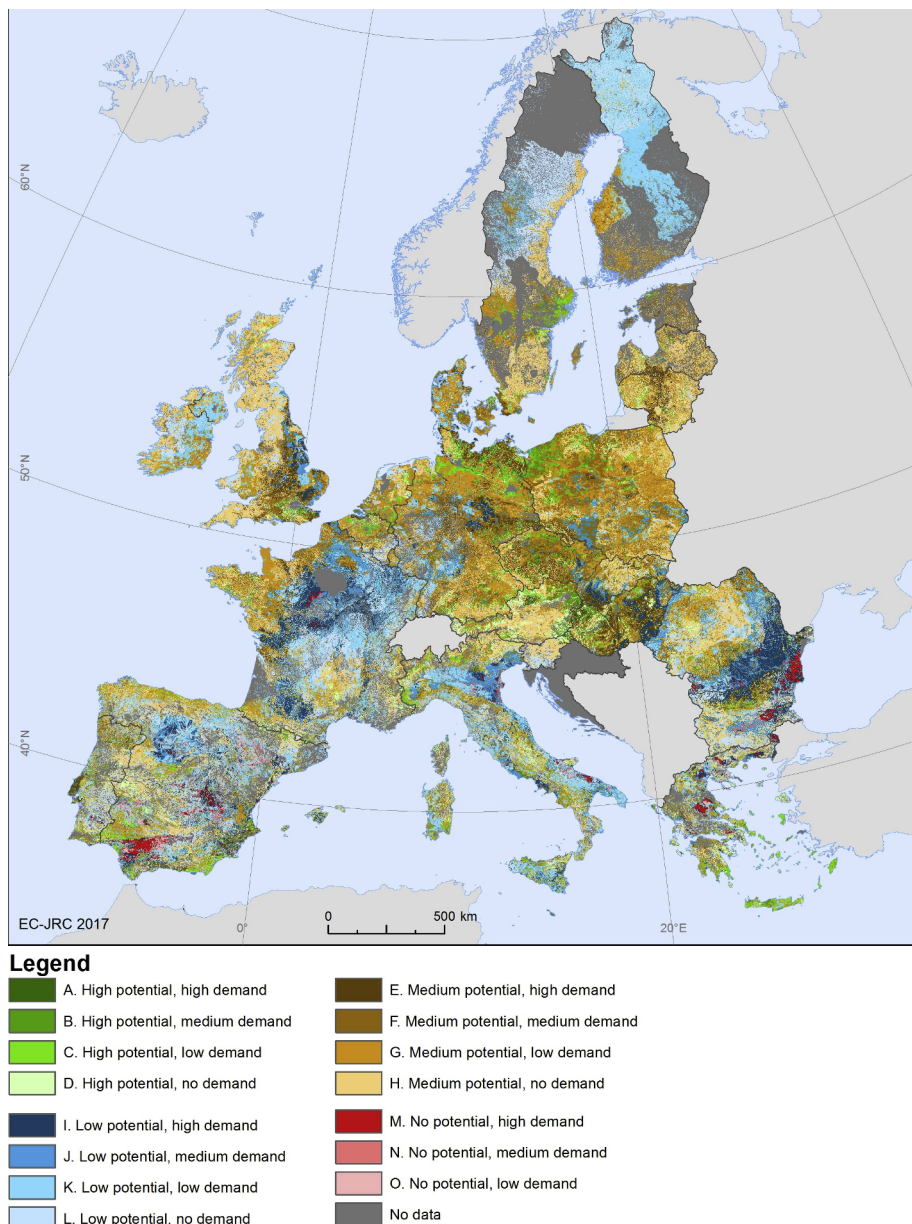 60°N
50°N
40°N
EC-JRC 2017
0°
0 500 km
20°E
Legend
A. High potential, high demand
B. High potential, medium demand
C. High potential, low demand
D. High potential, no demand
I. Low potential, high demand
J. Low potential, medium demand
K. Low potential, low demand
L. Low potential, no demand
E. Medium potential, high demand
F. Medium potential, medium demand
G. Medium potential, low demand
H. Medium potential, no demand
M. No potential, high demand
N. No potential, medium demand
O. No potential, low demand
No data